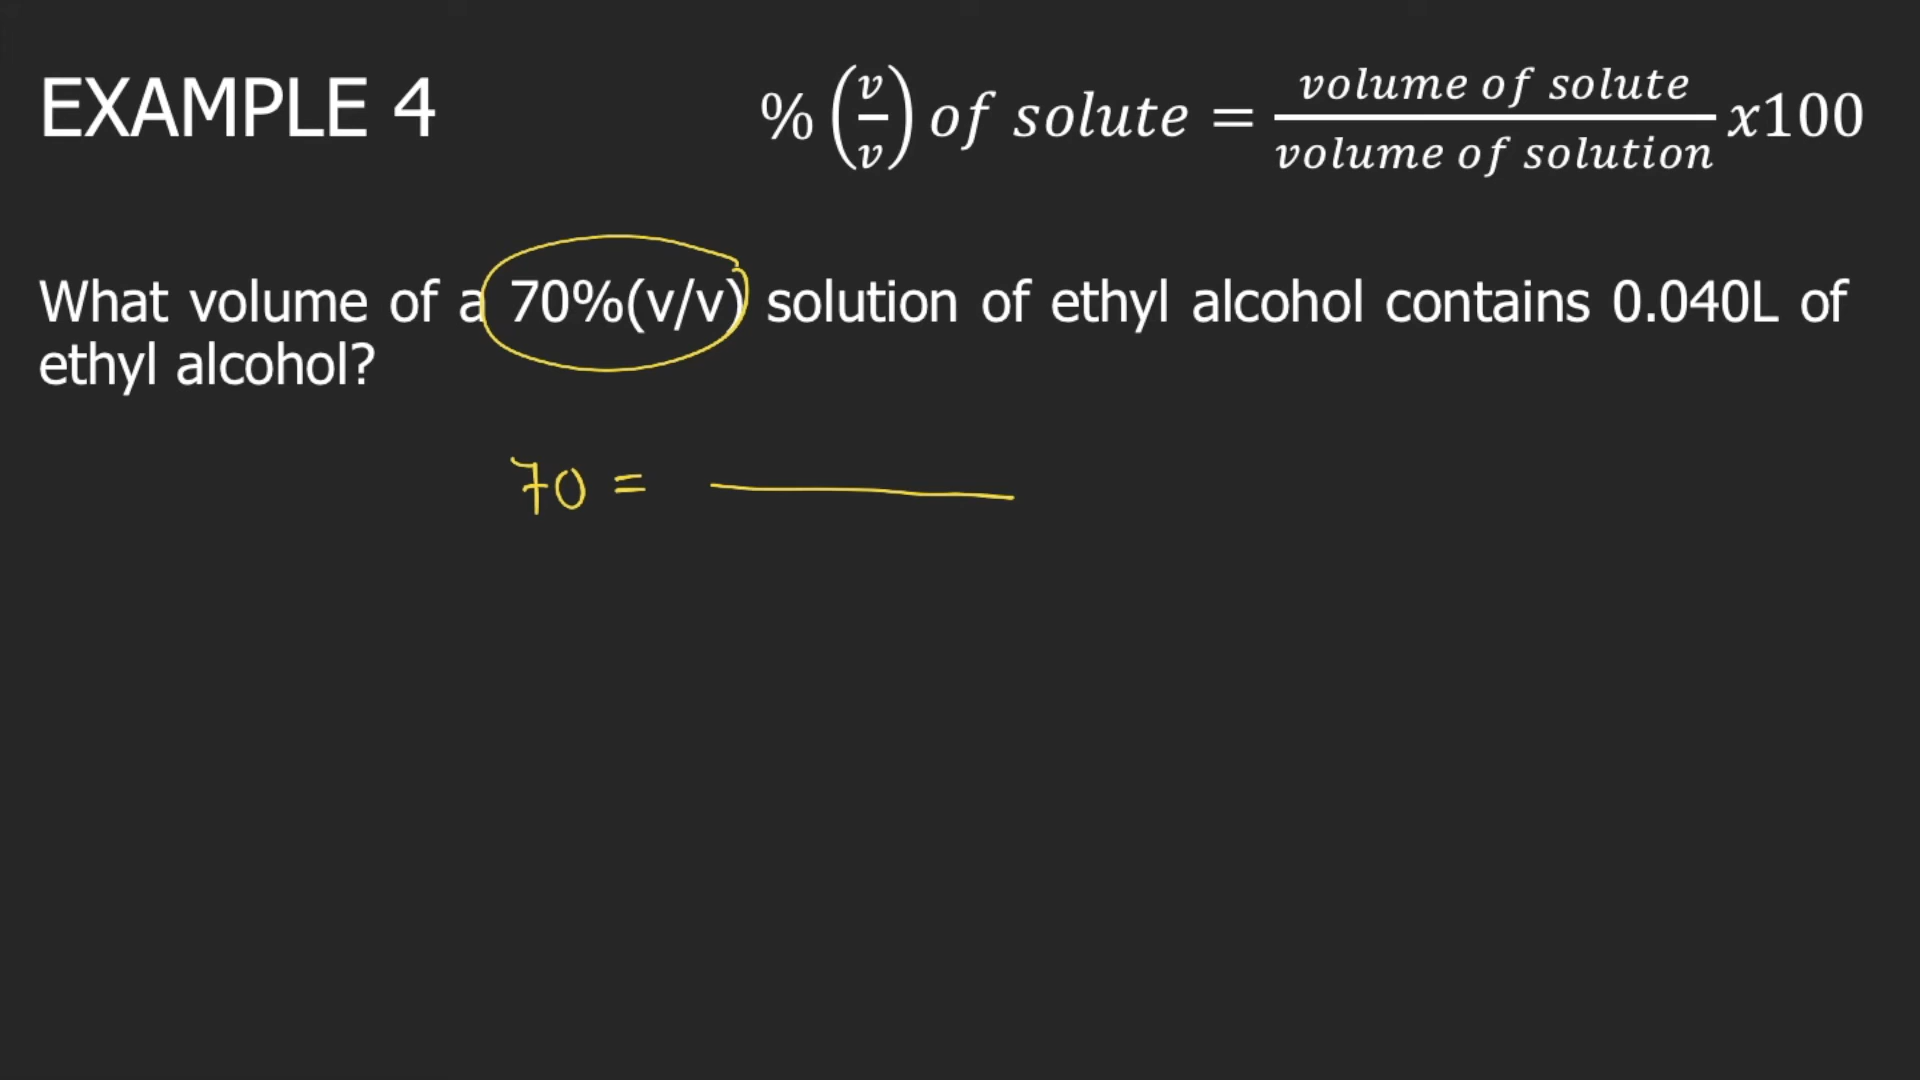 EXAMPLE 4
% (v/v) of solute = volume of solute / volume of solution x100
What volume of a 70%(v/v) solution of ethyl alcohol contains 0.040L of
ethyl alcohol?
70 =